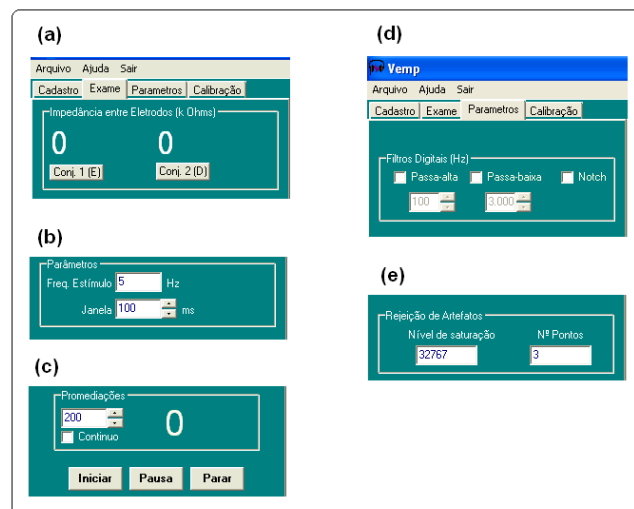 (a)
Arquivo Ajuda Sair
Cadastro Exame Parametros Calibração
Impedância entre Eletrodos (k Ohms)
0 0
Conj. 1 (E) Conj. 2 (D)
(b)
Parâmetros
Freq. Estímulo 5 Hz
Janela 100 ms
(c)
Promediações
200
0
Continuo
Iniciar Pausa Parar
(d)
Vemp
Arquivo Ajuda Sair
Cadastro Exame Parametros Calibração
Filtros Digitais (Hz)
Passa-alta Passa-baixa Notch
100 3.000
(e)
Rejeição de Artefatos
Nível de saturação Nº Pontos
32767 3